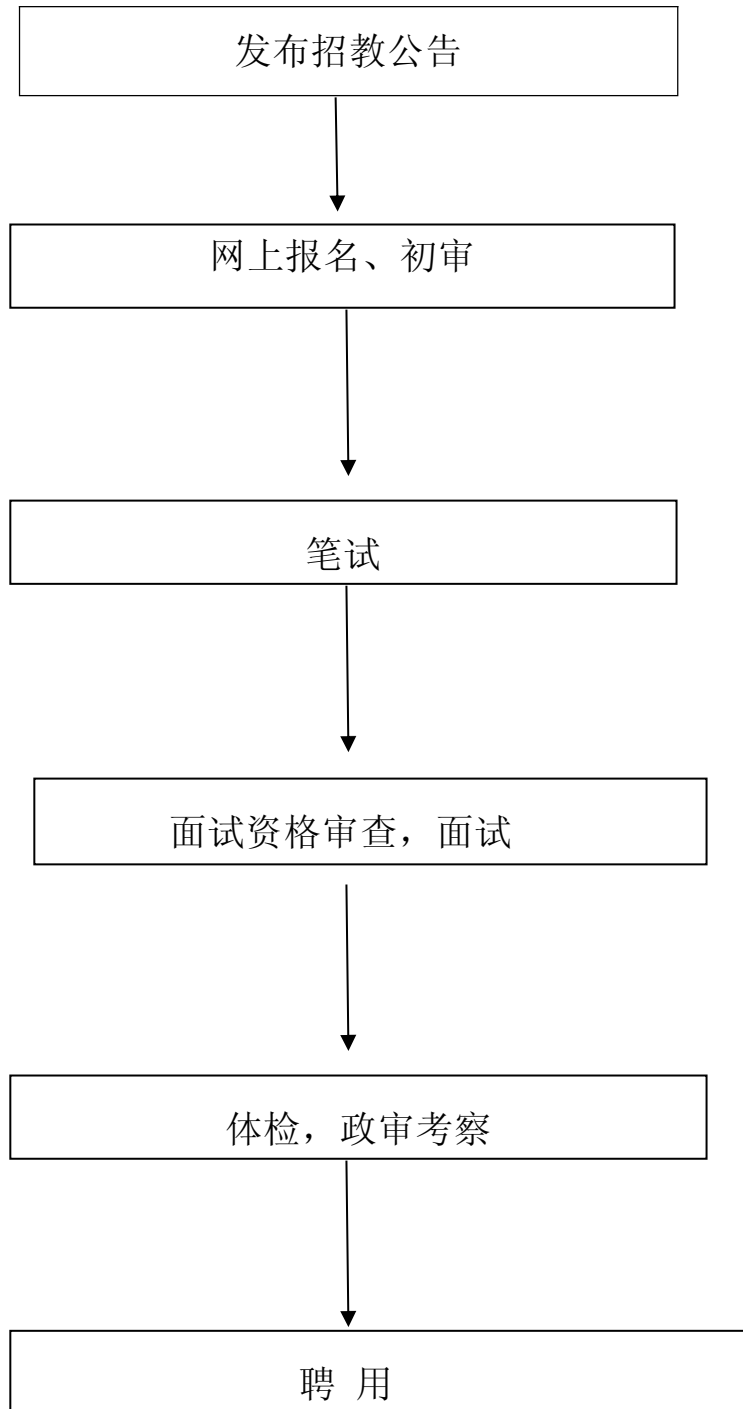 发布招教公告
网上报名、初审
笔试
面试资格审查，面试
体检，政审考察
聘 用